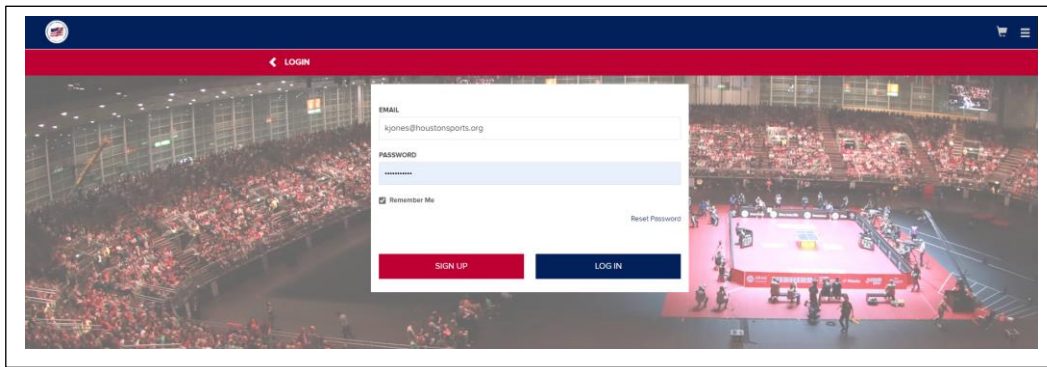 LOGIN
EMAIL
kjones@houstonsports.org
PASSWORD
•••••••••••
Remember Me
Reset Password
SIGN UP
LOG IN